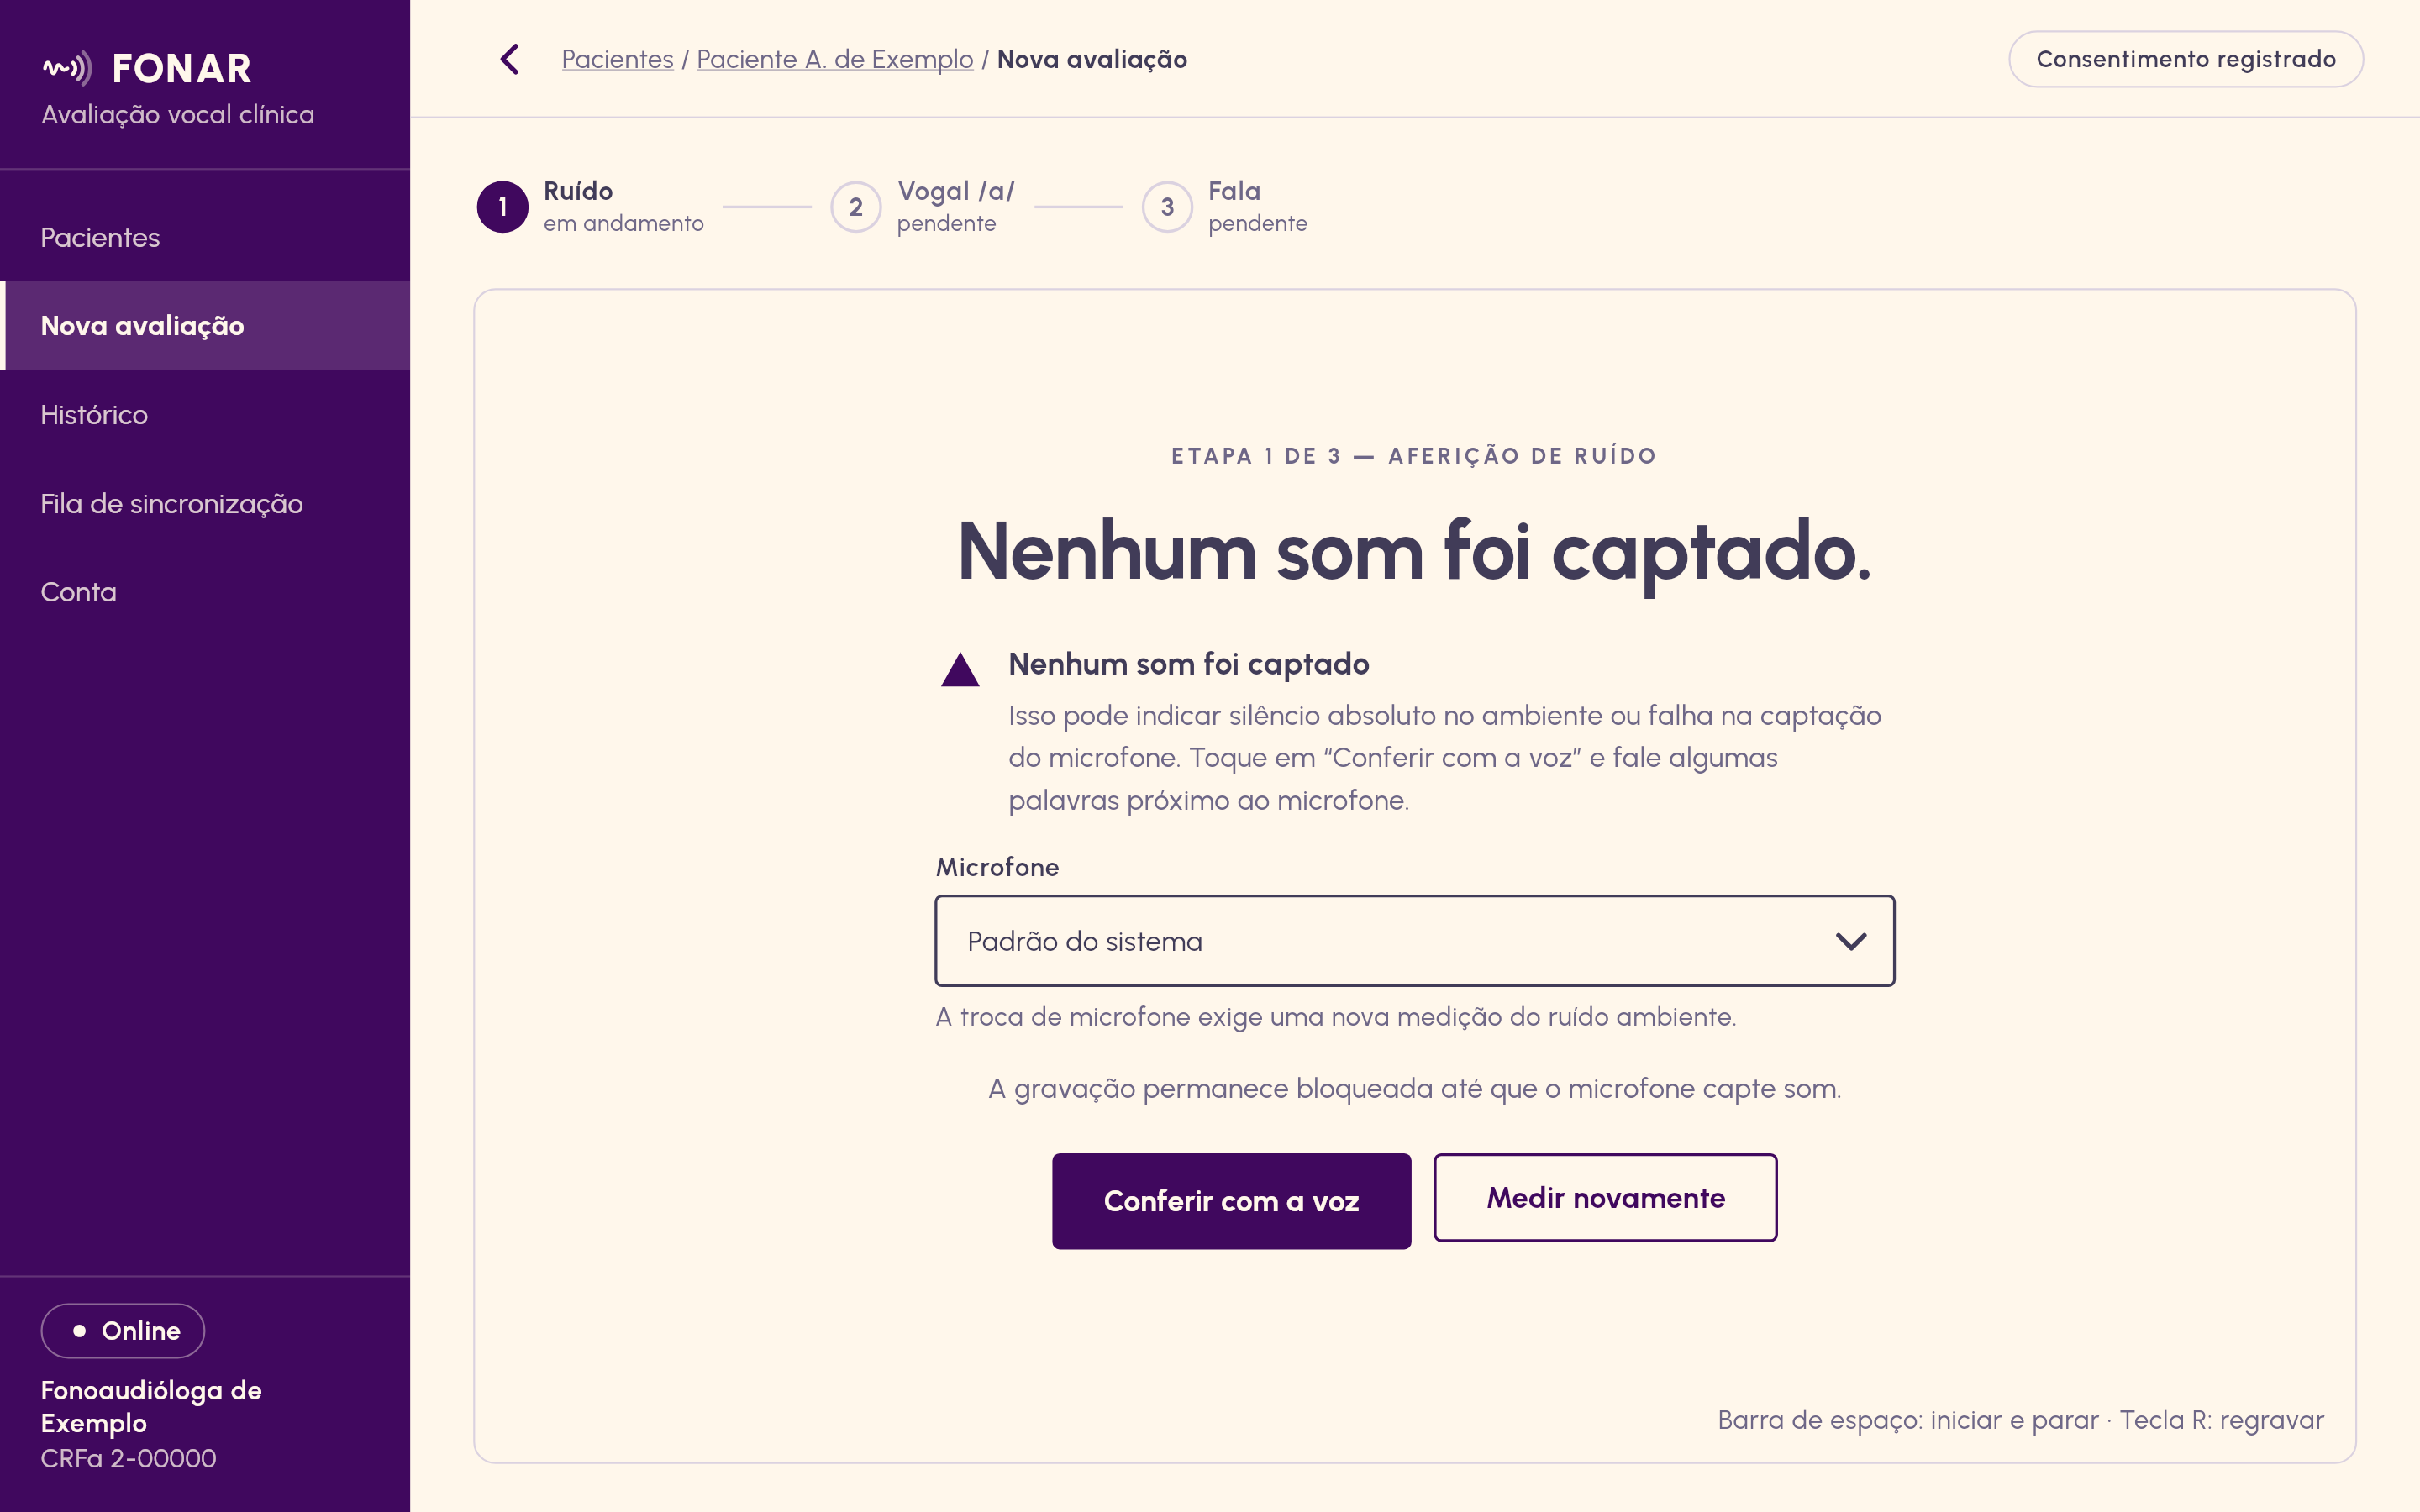 FONAR
Avaliação vocal clínica
Pacientes
Nova avaliação
Histórico
Fila de sincronização
Conta
Online
Fonoaudióloga de
Exemplo
CRFa 2-00000
Pacientes / Paciente A. de Exemplo / Nova avaliação
Consentimento registrado
1 Ruído
em andamento
2 Vogal /a/
pendente
3 Fala
pendente
ETAPA 1 DE 3 — AFERIÇÃO DE RUÍDO
Nenhum som foi captado.
Nenhum som foi captado
Isso pode indicar silêncio absoluto no ambiente ou falha na captação
do microfone. Toque em “Conferir com a voz” e fale algumas
palavras próximo ao microfone.
Microfone
Padrão do sistema
A troca de microfone exige uma nova medição do ruído ambiente.
A gravação permanece bloqueada até que o microfone capte som.
Conferir com a voz
Medir novamente
Barra de espaço: iniciar e parar · Tecla R: regravar